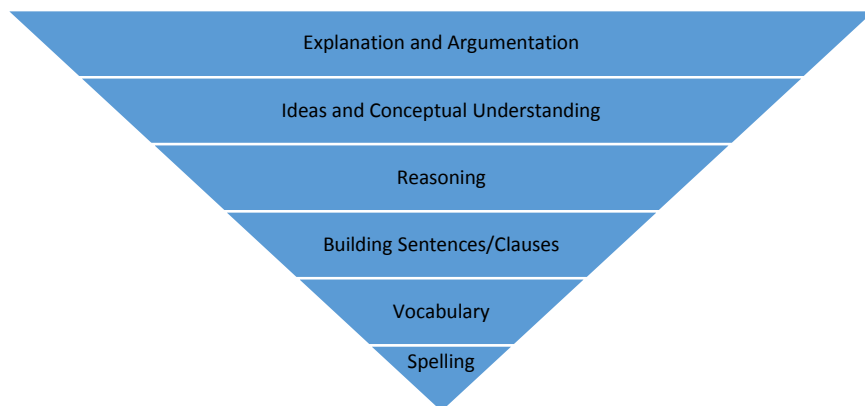 Explanation and Argumentation
Ideas and Conceptual Understanding
Reasoning
Building Sentences/Clauses
Vocabulary
Spelling